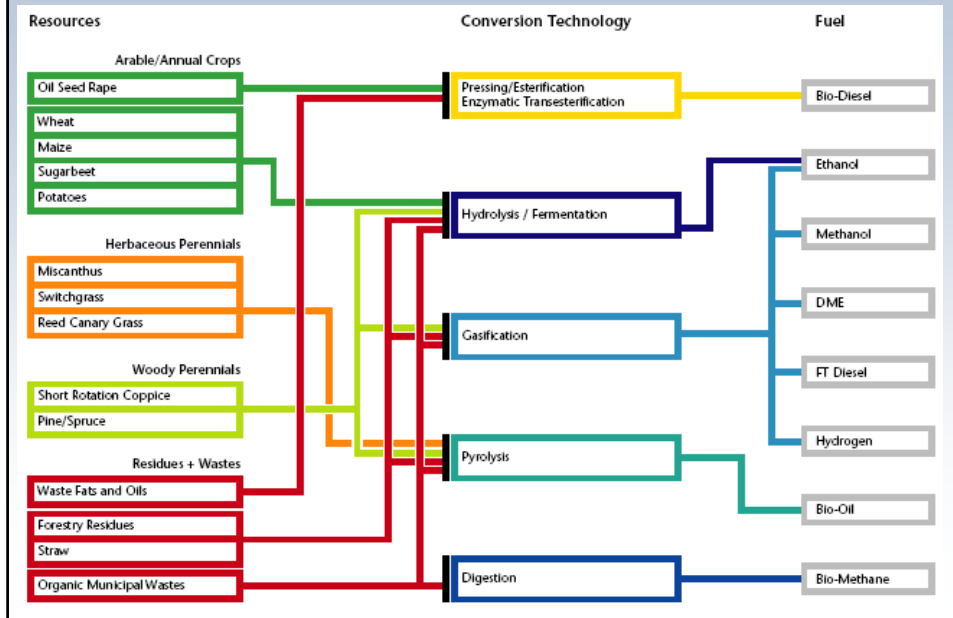 Resources
Conversion Technology
Fuel
Arable/Annual Crops
Oil Seed Rape
Wheat
Maize
Sugarbeet
Potatoes
Herbaceous Perennials
Miscanthus
Switchgrass
Reed Canary Grass
Woody Perennials
Short Rotation Coppice
Pine/Spruce
Residues + Wastes
Waste Fats and Oils
Forestry Residues
Straw
Organic Municipal Wastes
Pressing/Esterification
Enzymatic Transesterification
Hydrolysis / Fermentation
Gasification
Pyrolysis
Digestion
Bio-Diesel
Ethanol
Methanol
DME
FT Diesel
Hydrogen
Bio-Oil
Bio-Methane